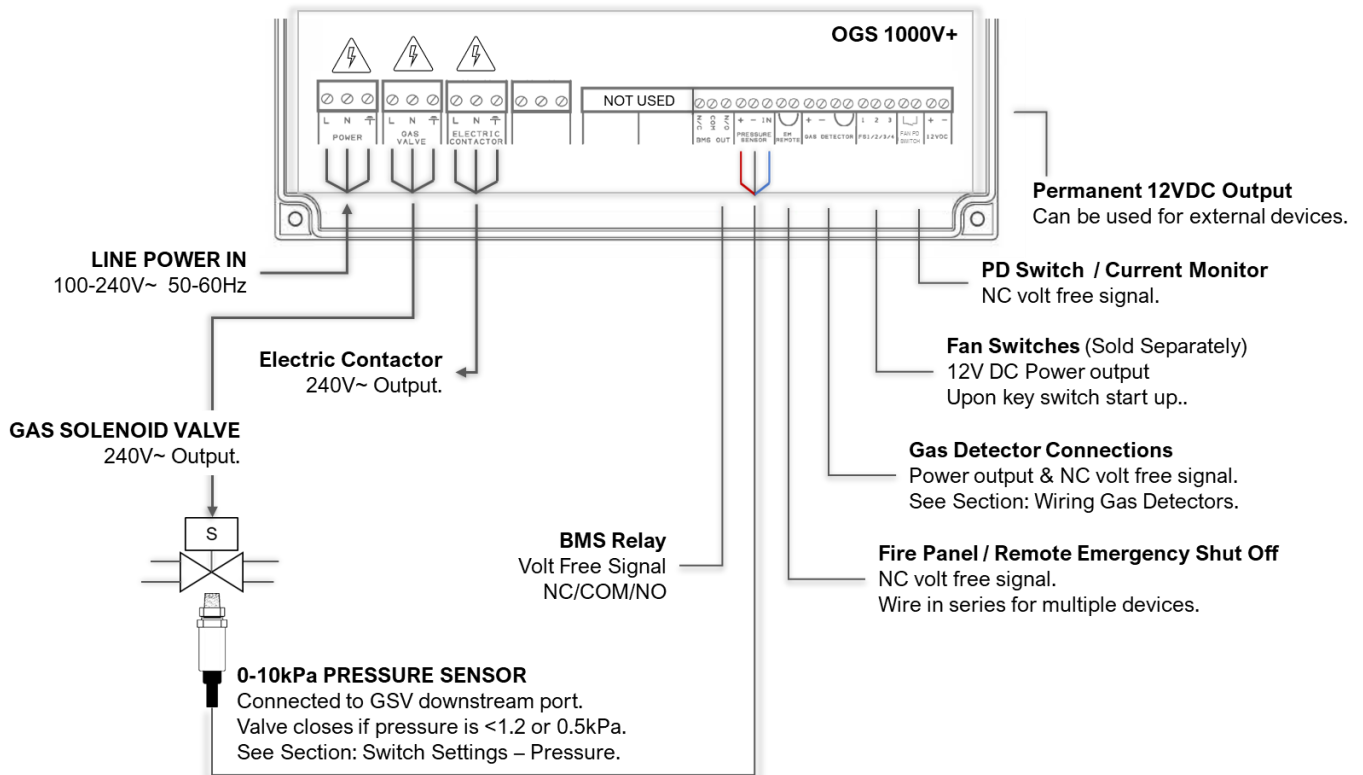 OGS 1000V+
NOT USED
L N L N L N
POWER
GAS
VALVE
ELECTRIC
CONTACTOR
N/C COM N/O
BMS OUT
+ - IN
PRESSURE
SENSOR
EM
REMOTE
+ -
GAS DETECTOR
1 2 3
PD1/2/3/4
FAN PD
SWITCH
+ -
12VDC
Permanent 12VDC Output
Can be used for external devices.
LINE POWER IN
100-240V~ 50-60Hz
PD Switch / Current Monitor
NC volt free signal.
Electric Contactor
240V~ Output.
Fan Switches (Sold Separately)
12V DC Power output
Upon key switch start up..
GAS SOLENOID VALVE
240V~ Output.
Gas Detector Connections
Power output & NC volt free signal.
See Section: Wiring Gas Detectors.
S
BMS Relay
Volt Free Signal
NC/COM/NO
Fire Panel / Remote Emergency Shut Off
NC volt free signal.
Wire in series for multiple devices.
0-10kPa PRESSURE SENSOR
Connected to GSV downstream port.
Valve closes if pressure is <1.2 or 0.5kPa.
See Section: Switch Settings – Pressure.